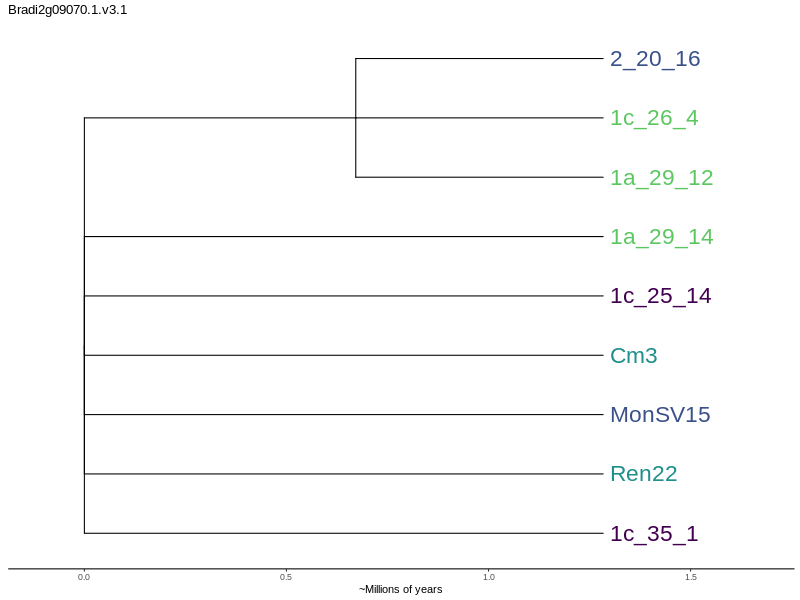 Bradi2g09070.1.v3.1
2_20_16
1c_26_4
1a_29_12
1a_29_14
1c_25_14
Cm3
MonSV15
Ren22
1c_35_1
0.0 0.5 1.0 1.5
~Millions of years